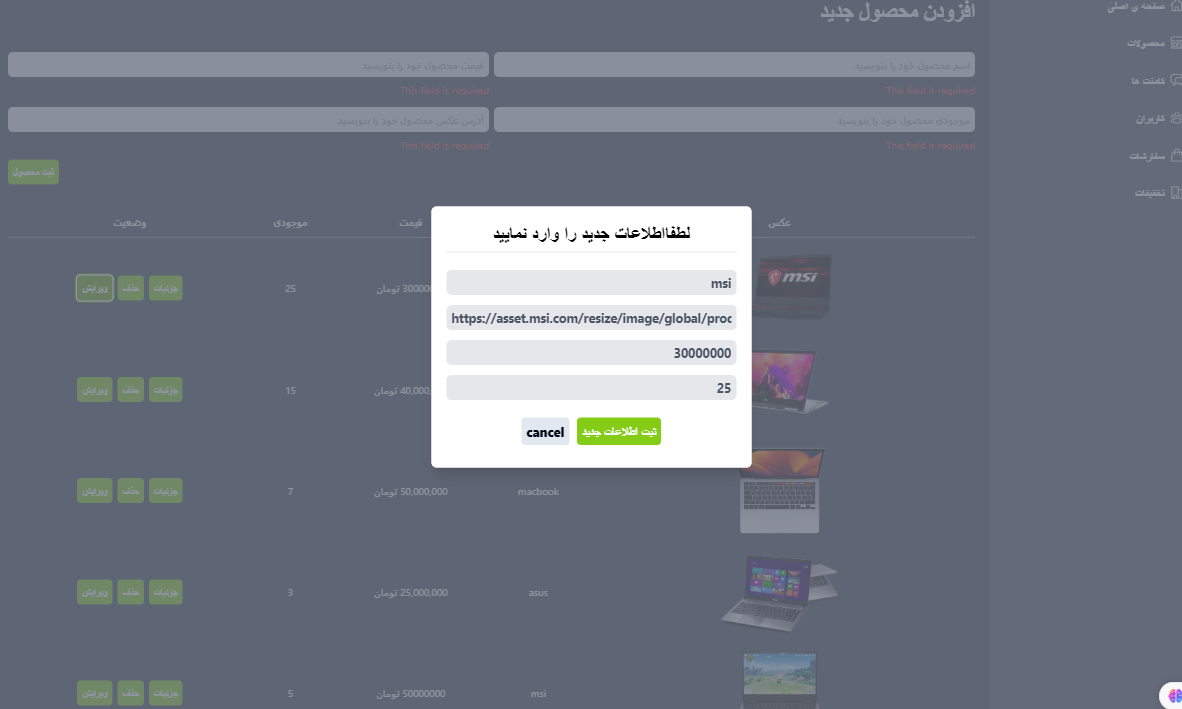 صفحه ی اصلی
محصولات
کامنت ها
کاربران
سفارشات
تخفیفات
افزودن محصول جدید
اسم محصول خود را بنویسید
قیمت محصول خود را بنویسید
This field is required
This field is required
موجودی محصول خود را بنویسید
آدرس عکس محصول خود را بنویسید
This field is required
This field is required
ثبت محصول
عکس
قیمت
موجودی
وضعیت
msi
300000 تومان
25
جزئیات
حذف
ویرایش
40,000, تومان
15
جزئیات
حذف
ویرایش
macbook
50,000,000 تومان
7
جزئیات
حذف
ویرایش
asus
25,000,000 تومان
3
جزئیات
حذف
ویرایش
msi
50000000 تومان
5
جزئیات
حذف
ویرایش
لطفااطلاعات جدید را وارد نمایید
msi
https://asset.msi.com/resize/image/global/proc
30000000
25
ثبت اطلاعات جدید
cancel